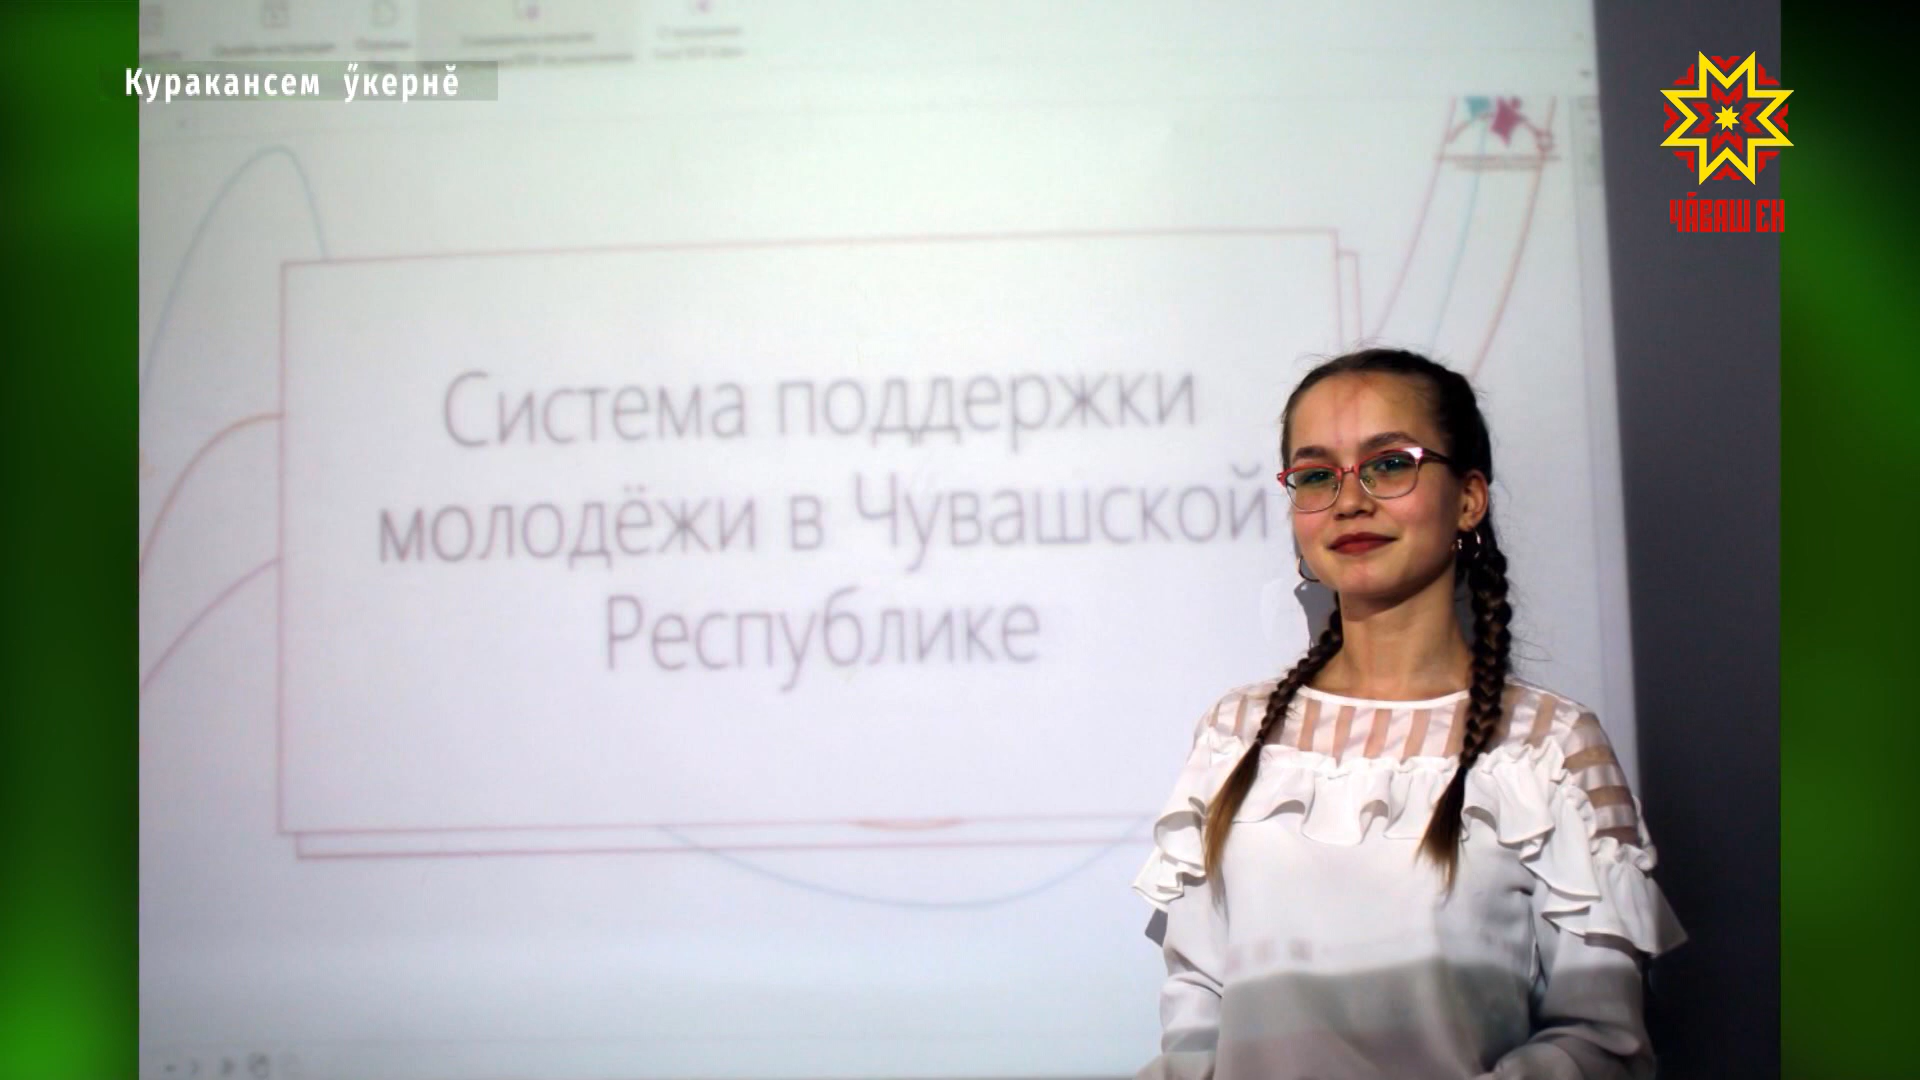 Куракансем ӳкернӗ
ЧӐВАШ ЕН
Система поддержки
молодёжи в Чувашской
Республике